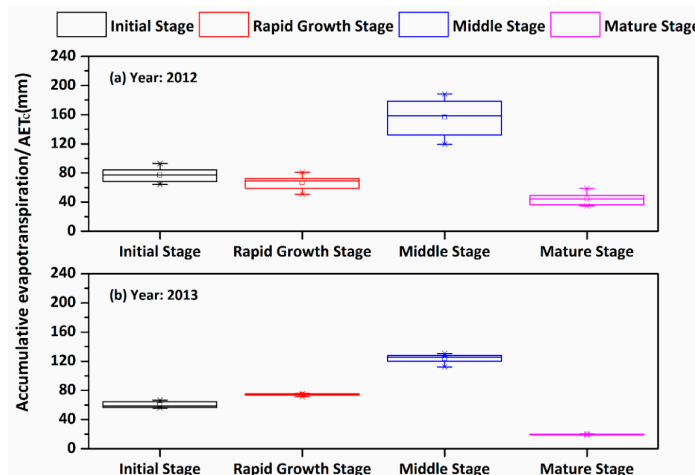 Initial Stage Rapid Growth Stage Middle Stage Mature Stage
Accumulative evapotranspiration/AETc(mm)
240
(a) Year: 2012
200
160
120
80
40
0
Initial Stage Rapid Growth Stage Middle Stage Mature Stage
240
(b) Year: 2013
200
160
120
80
40
0
Initial Stage Rapid Growth Stage Middle Stage Mature Stage